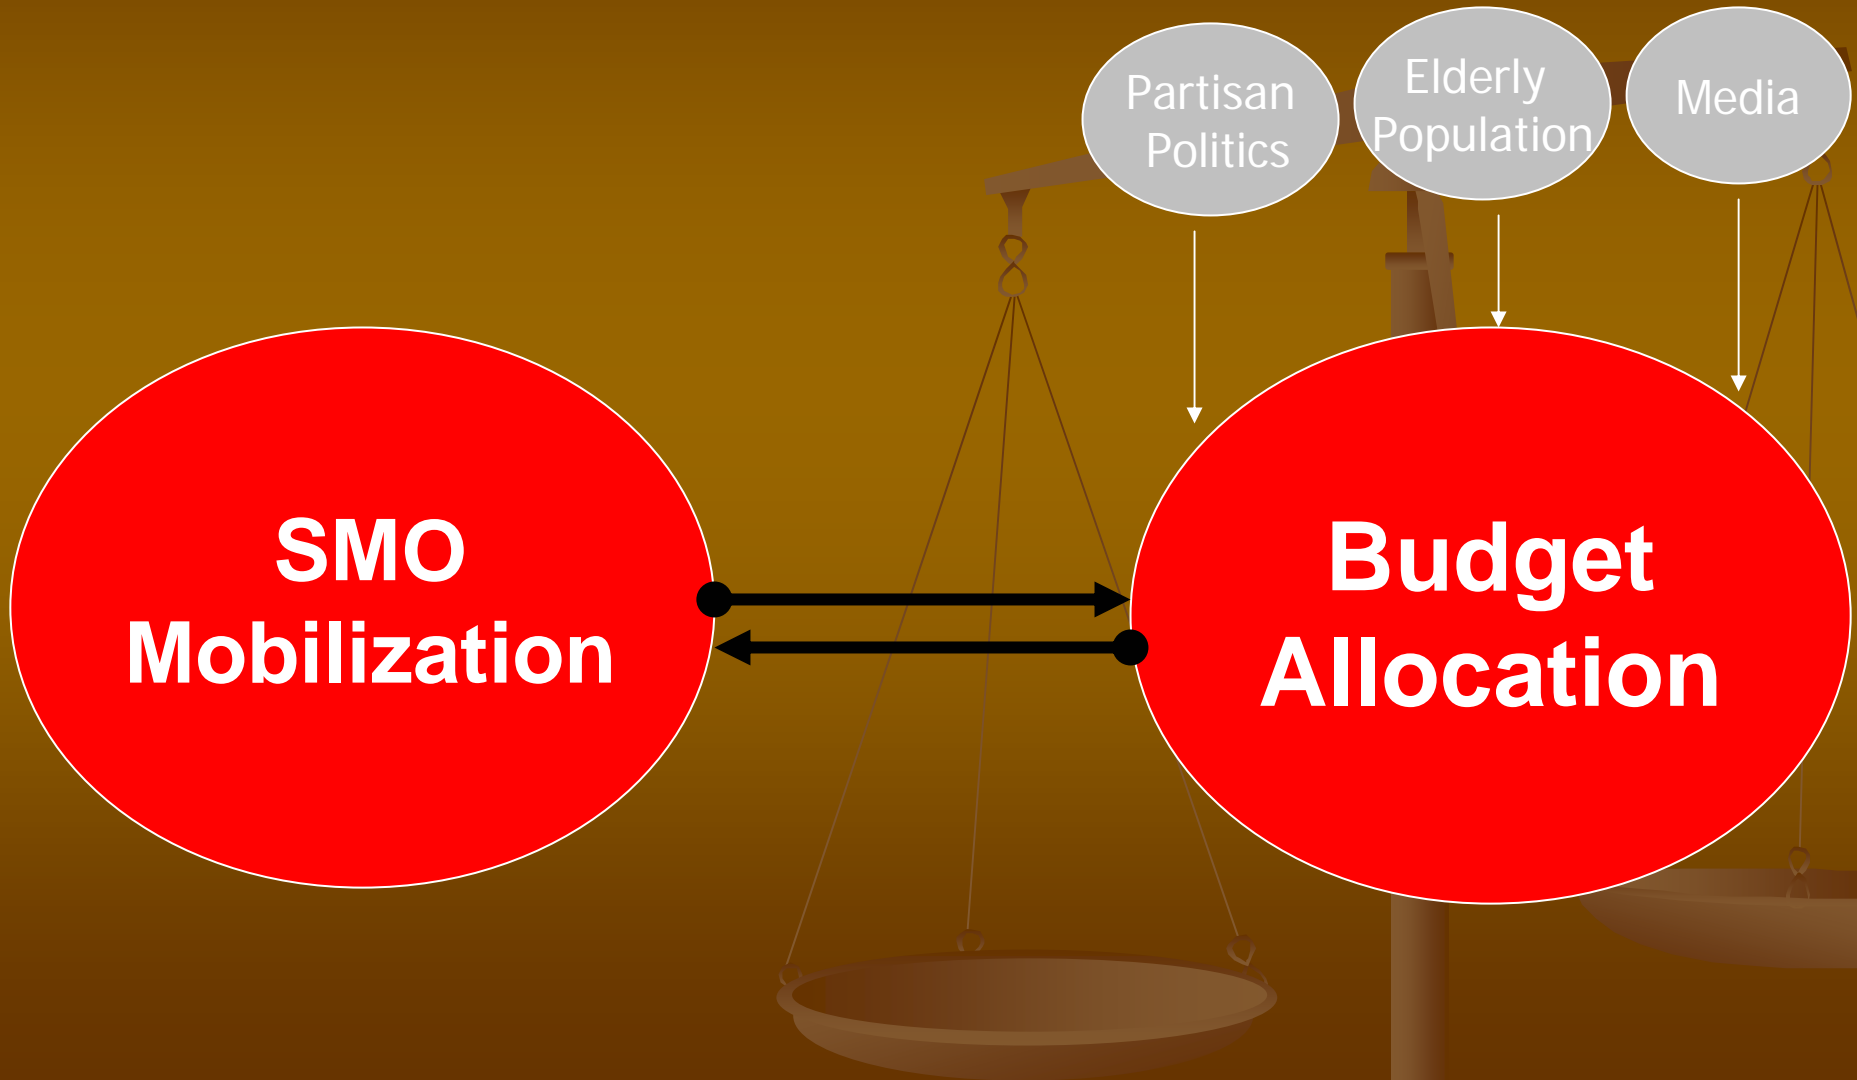 Partisan
Politics
Elderly
Population
Media
SMO
Mobilization
Budget
Allocation